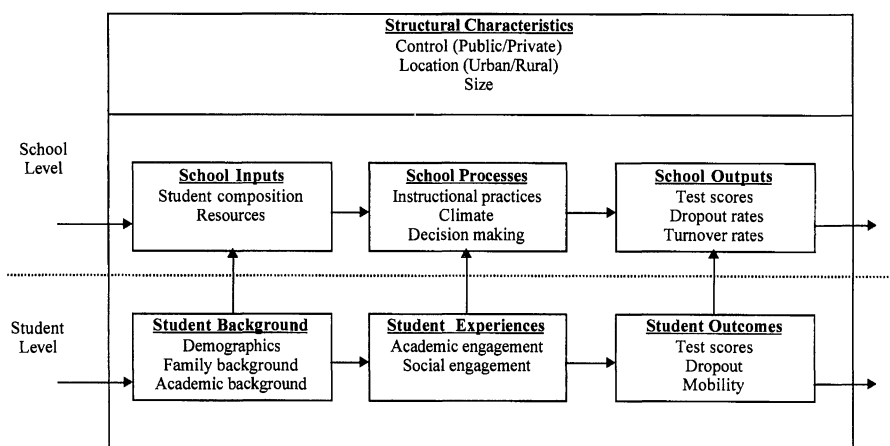 Structural Characteristics
Control (Public/Private)
Location (Urban/Rural)
Size
School
Level
School Inputs
Student composition
Resources
School Processes
Instructional practices
Climate
Decision making
School Outputs
Test scores
Dropout rates
Turnover rates
Student
Level
Student Background
Demographics
Family background
Academic background
Student Experiences
Academic engagement
Social engagement
Student Outcomes
Test scores
Dropout
Mobility